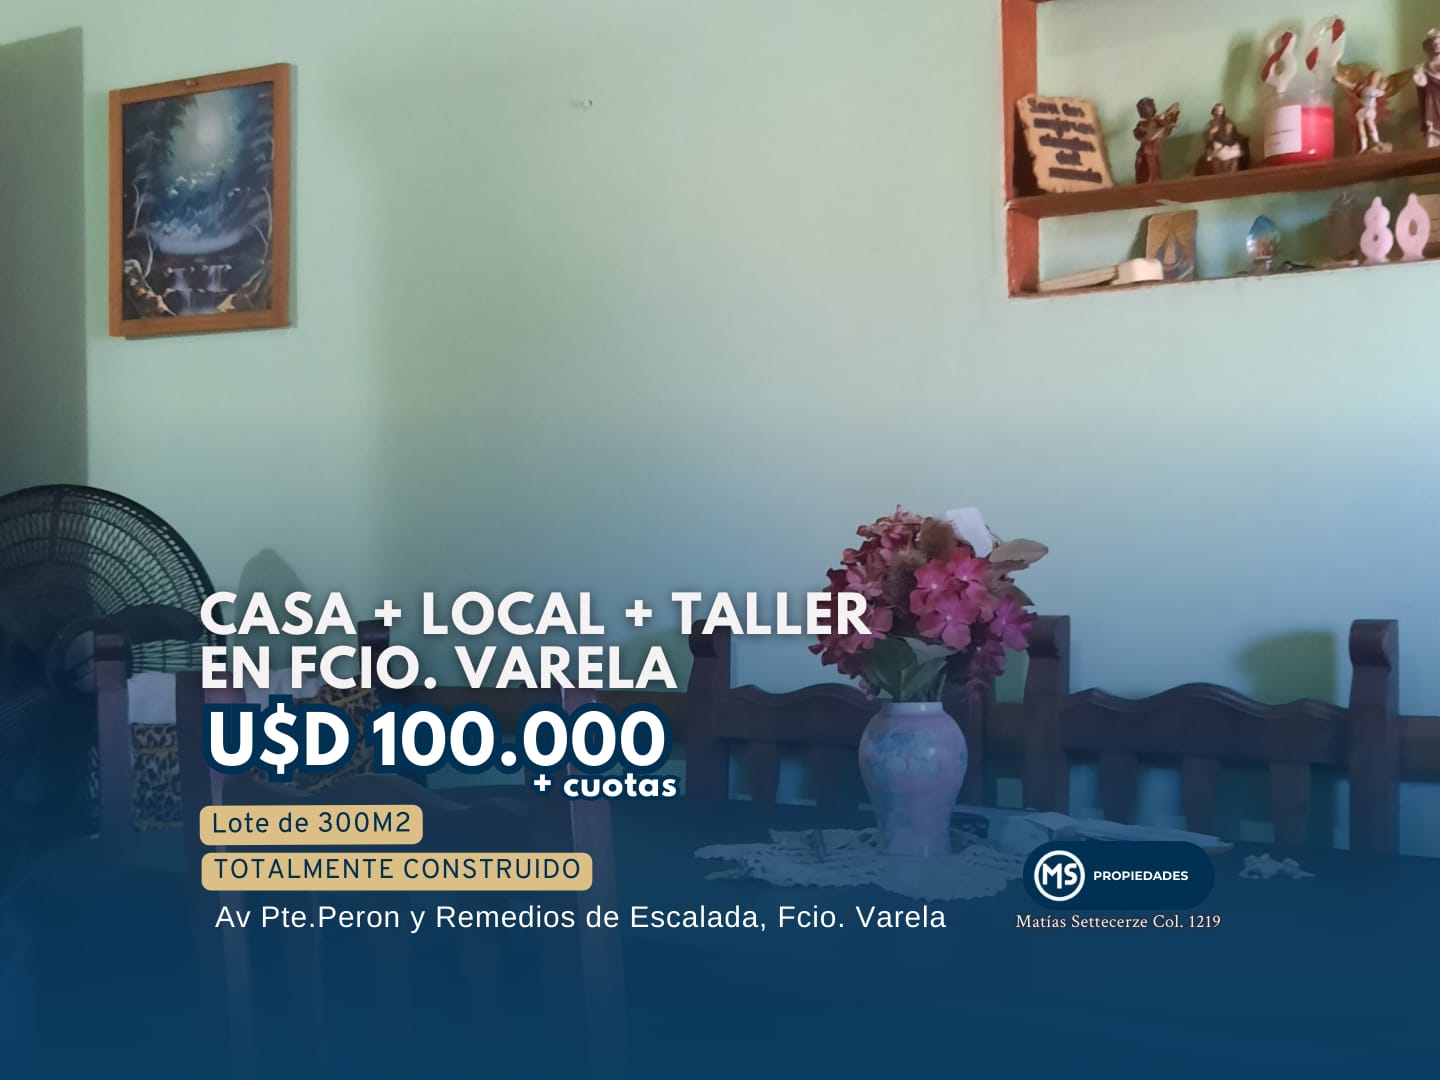 80
CASA + LOCAL + TALLER
EN FCIO. VARELA
U$D 100.000
+ cuotas
Lote de 300M2
TOTALMENTE CONSTRUIDO
Av Pte.Peron y Remedios de Escalada, Fcio. Varela
MS PROPIEDADES
Matías Settecerze Col. 1219